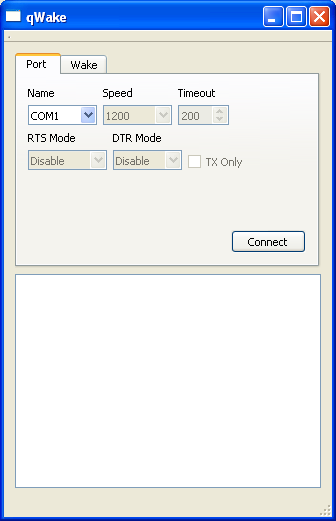 qWake
Port Wake
Name Speed Timeout
COM1 1200 200
RTS Mode DTR Mode
Disable Disable TX Only
Connect